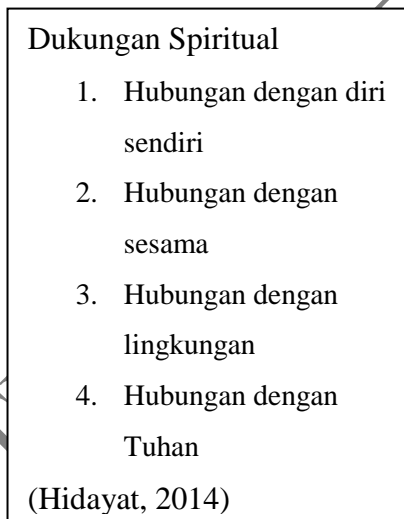 Dukungan Spiritual
1. Hubungan dengan diri
sendiri
2. Hubungan dengan
sesama
3. Hubungan dengan
lingkungan
4. Hubungan dengan
Tuhan
(Hidayat, 2014)